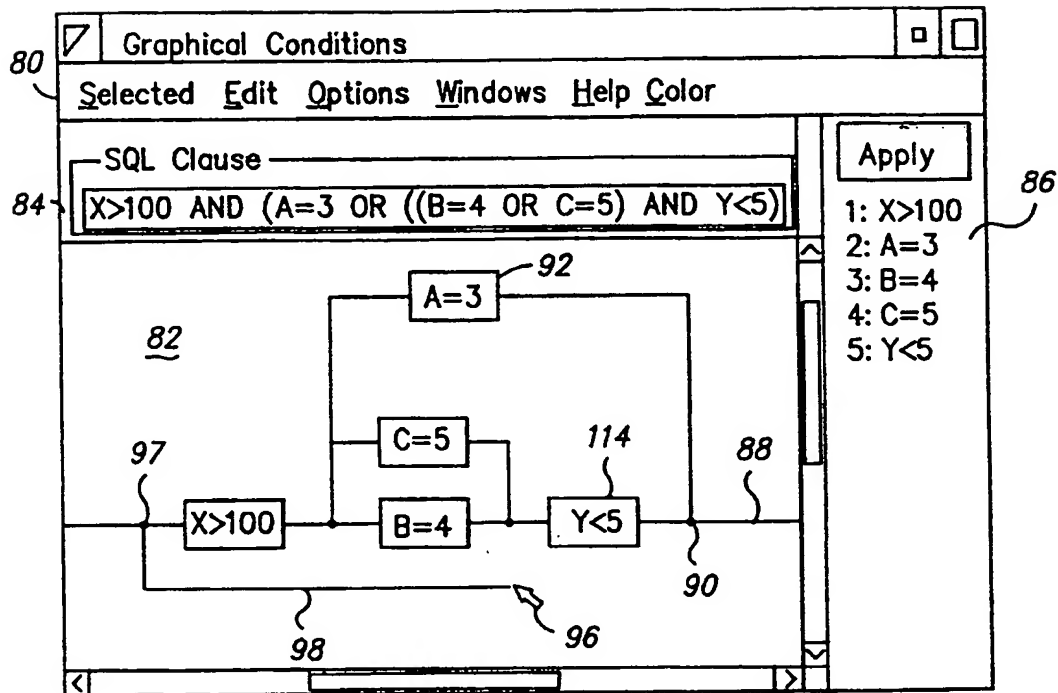 Graphical Conditions
80
Selected Edit Options Windows Help Color
SQL Clause
84
X>100 AND (A=3 OR ((B=4 OR C=5) AND Y<5)
Apply
86
1: X>100
2: A=3
3: B=4
4: C=5
5: Y<5
92
A=3
82
C=5
114
88
97
X>100
B=4
Y<5
90
98
96